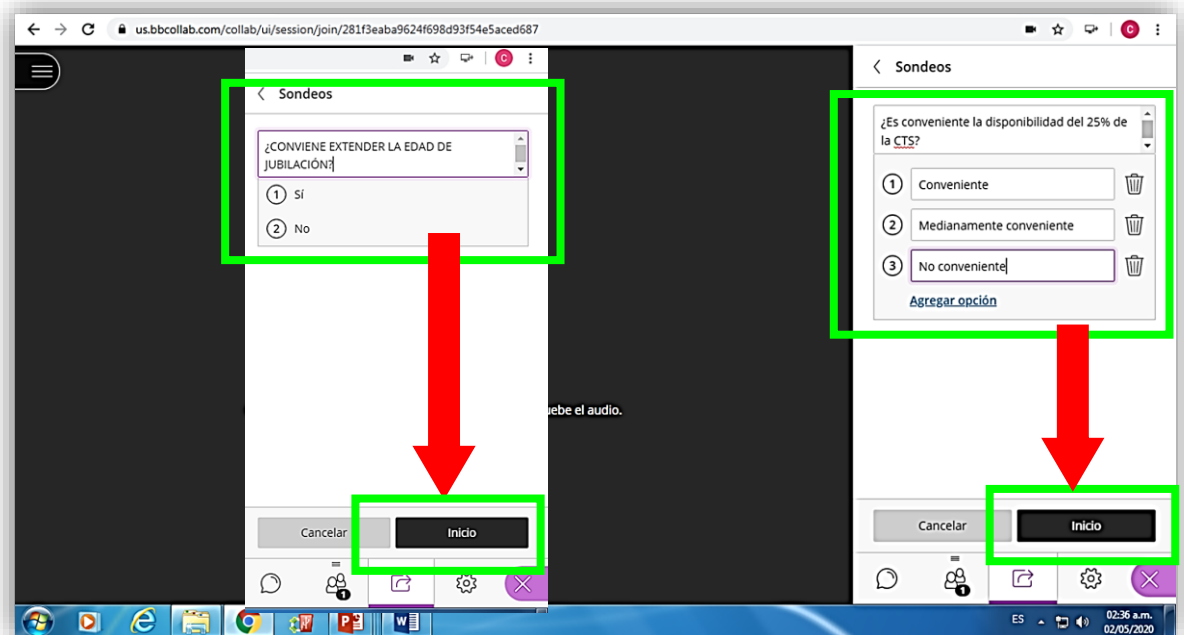 us.bbcollab.com/collab/ui/session/join/281f3eaba9624f698d93f54e5aced687
C
C
Sondeos
¿CONVIENE EXTENDER LA EDAD DE
JUBILACIÓN?
1 Sí
2 No
uebe el audio.
Cancelar
Inicio
1
Sondeos
¿Es conveniente la disponibilidad del 25% de
la CTS?
1 Conveniente
2 Medianamente conveniente
3 No conveniente
Agregar opción
Cancelar
Inicio
1
ES
02:36 a.m.
02/05/2020